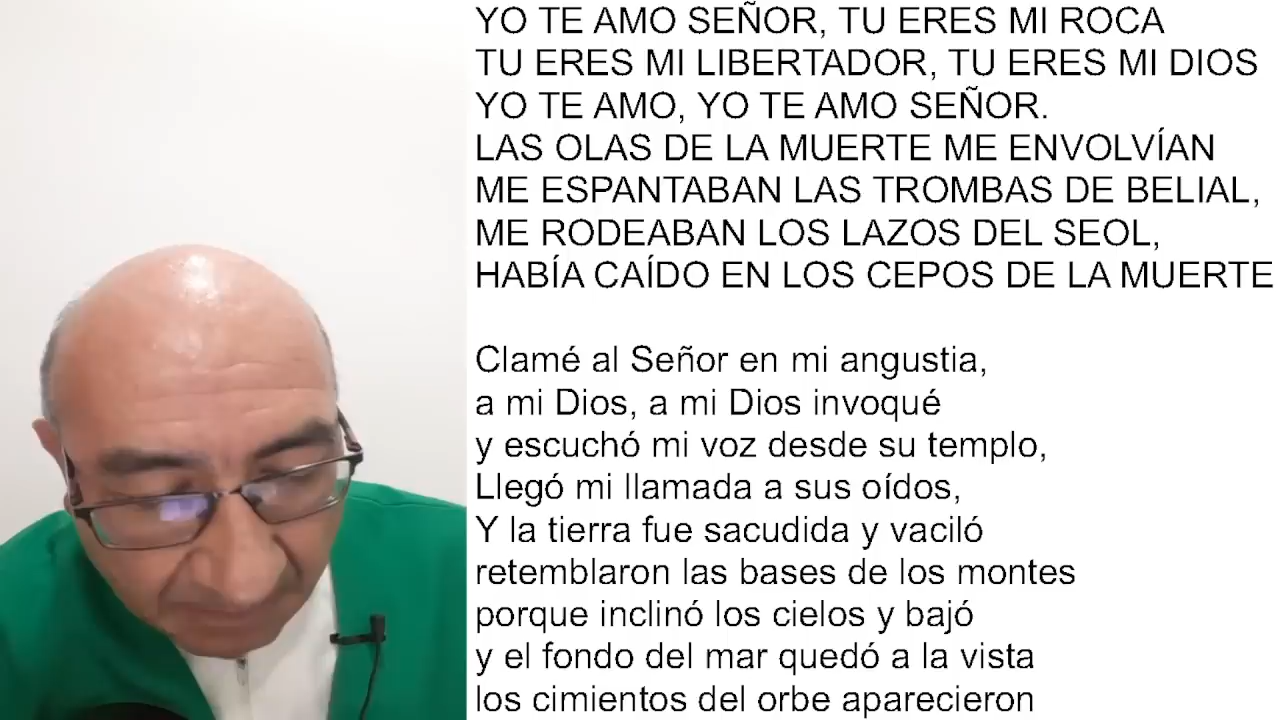 YO TE AMO SEÑOR, TU ERES MI ROCA
TU ERES MI LIBERTADOR, TU ERES MI DIOS
YO TE AMO, YO TE AMO SEÑOR.
LAS OLAS DE LA MUERTE ME ENVOLVÍAN
ME ESPANTABAN LAS TROMBAS DE BELIAL,
ME RODEABAN LOS LAZOS DEL SEOL,
HABÍA CAÍDO EN LOS CEPOS DE LA MUERTE
Clamé al Señor en mi angustia,
a mi Dios, a mi Dios invoqué
y escuchó mi voz desde su templo,
Llegó mi llamada a sus oídos,
Y la tierra fue sacudida y vaciló
retemblaron las bases de los montes
porque inclinó los cielos y bajó
y el fondo del mar quedó a la vista
los cimientos del orbe aparecieron